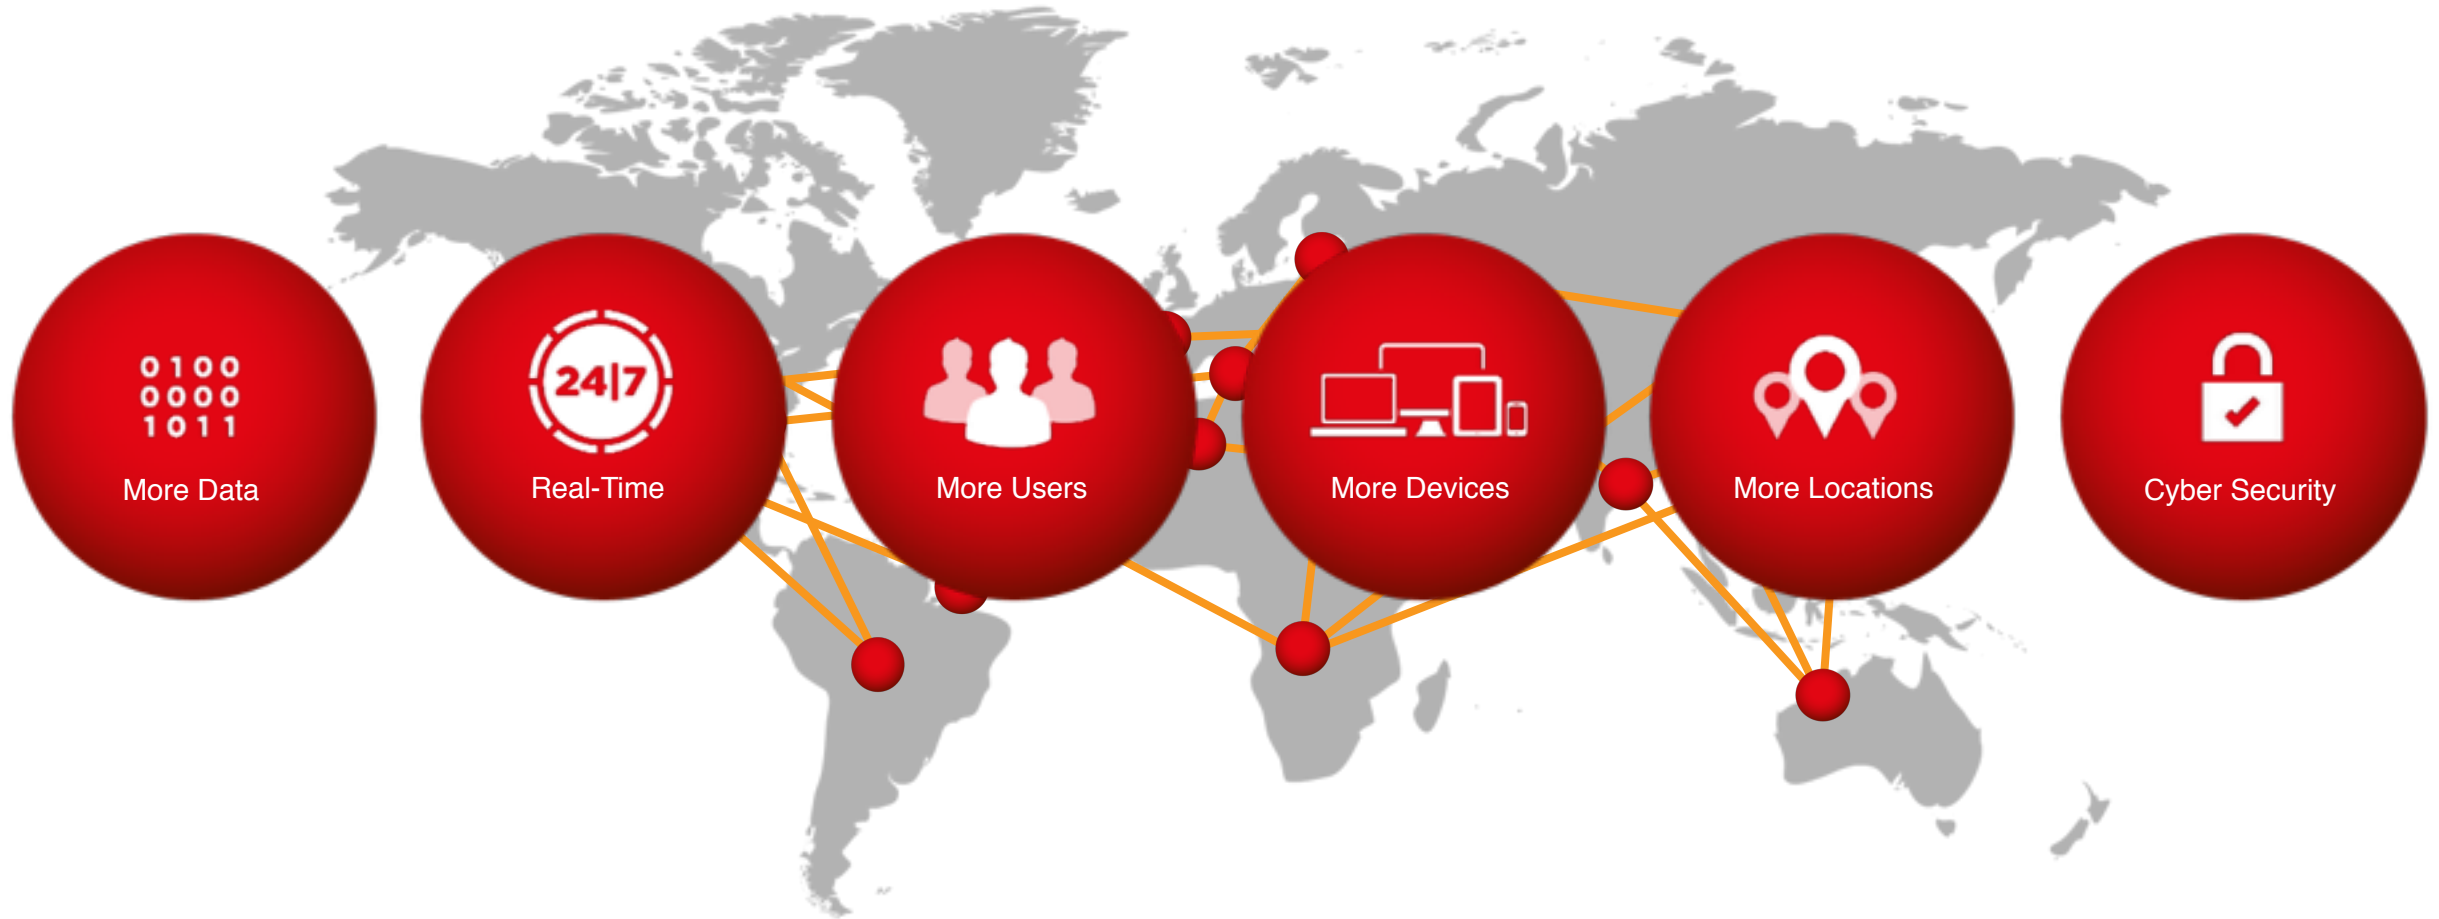 0100
0000
1011
More Data
24|7
Real-Time
More Users
More Devices
More Locations
Cyber Security